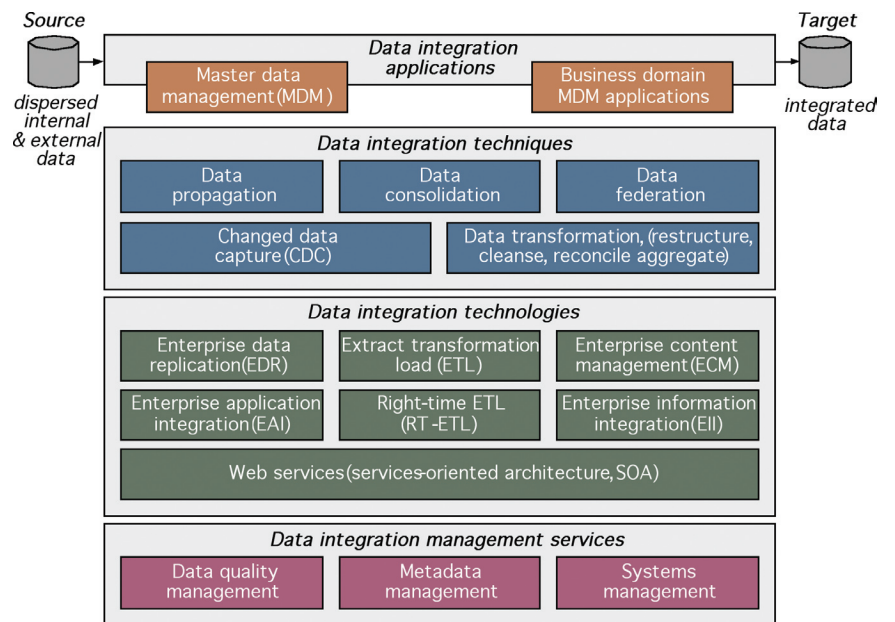 Source
dispersed
internal
& external
data
Target
integrated
data
Data integration
applications
Master data
management(MDM)
Business domain
MDM applications
Data integration techniques
Data
propagation
Data
consolidation
Data
federation
Changed data
capture(CDC)
Data transformation, (restructure,
cleanse, reconcile aggregate)
Data integration technologies
Enterprise data
replication(EDR)
Extract transformation
load (ETL)
Enterprise content
management(ECM)
Enterprise application
integration(EAI)
Right-time ETL
(RT-ETL)
Enterprise information
integration(EII)
Web services(services-oriented architecture, SOA)
Data integration management services
Data quality
management
Metadata
management
Systems
management